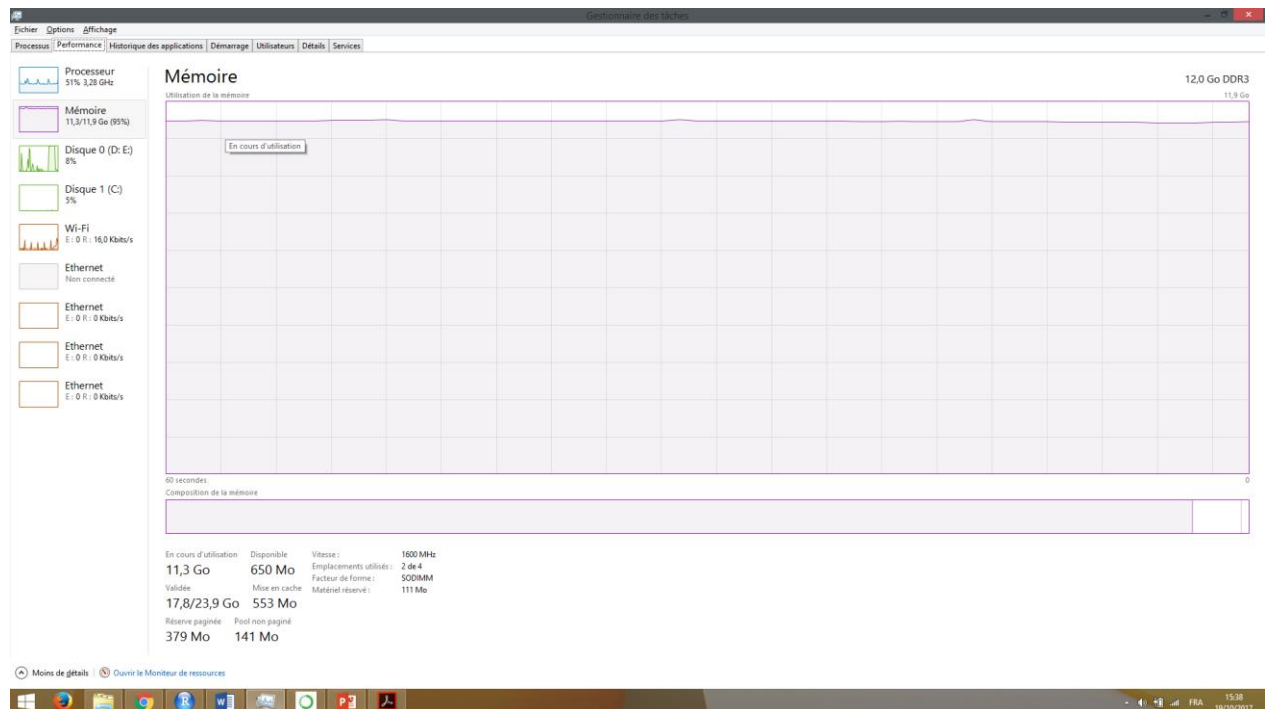 Gestionnaire des tâches
Fichier Options Affichage
Processus Performance Historique des applications Démarrage Utilisateurs Détails Services
Processeur
51% 3,28 GHz
Mémoire
11,3/11,9 Go (95%)
Disque 0 (D: E:)
8%
Disque 1 (C:)
5%
Wi-Fi
E : 0 R : 16,0 Kbits/s
Ethernet
Non connecté
Ethernet
E : 0 R : 0 Kbits/s
Ethernet
E : 0 R : 0 Kbits/s
Ethernet
E : 0 R : 0 Kbits/s
Mémoire 12,0 Go DDR3
Utilisation de la mémoire 11,9 Go
En cours d'utilisation
60 secondes 0
Composition de la mémoire
En cours d'utilisation Disponible
11,3 Go 650 Mo
Validée Mise en cache
17,8/23,9 Go 553 Mo
Réserve paginée Pool non paginé
379 Mo 141 Mo
Vitesse : 1600 MHz
Emplacements utilisés : 2 de 4
Facteur de forme : SODIMM
Matériel réservé : 111 Mo
Moins de détails Ouvrir le Moniteur de ressources
FRA 15:38
19/10/2017